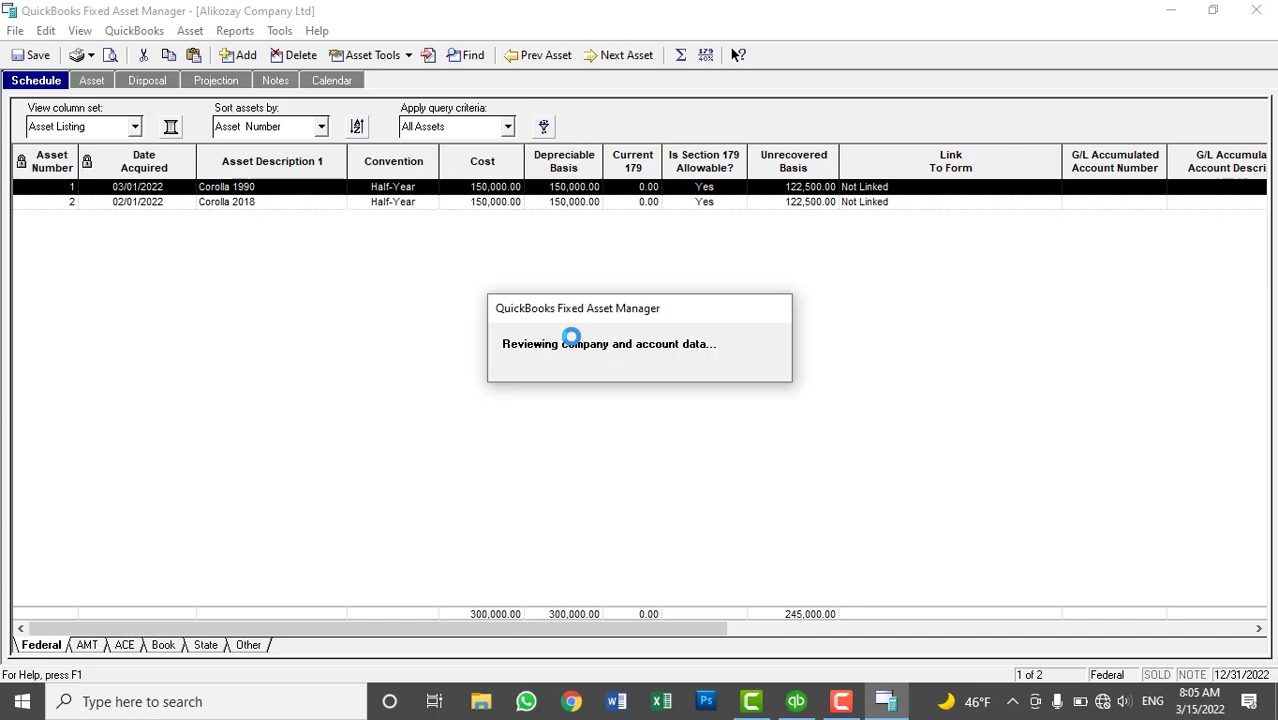 QuickBooks Fixed Asset Manager - [Alikozay Company Ltd]
File Edit View QuickBooks Asset Reports Tools Help
Save Add Delete Asset Tools Find Prev Asset Next Asset
Schedule Asset Disposal Projection Notes Calendar
View column set: Sort assets by: Apply query criteria:
Asset Listing Asset Number All Assets
Asset Number Date Acquired Asset Description 1 Convention Cost Depreciable Basis Current 179 Is Section 179 Allowable? Unrecovered Basis Link To Form G/L Accumulated Account Number G/L Accumula Account Descri
1 03/01/2022 Corolla 1990 Half-Year 150,000.00 150,000.00 0.00 Yes 122,500.00 Not Linked
2 02/01/2022 Corolla 2018 Half-Year 150,000.00 150,000.00 0.00 Yes 122,500.00 Not Linked
QuickBooks Fixed Asset Manager
Reviewing company and account data...
300,000.00 300,000.00 0.00 245,000.00
Federal AMT ACE Book State Other
For Help, press F1 1 of 2 Federal SOLD NOTE 12/31/2022
Type here to search 46°F ENG 8:05 AM
3/15/2022